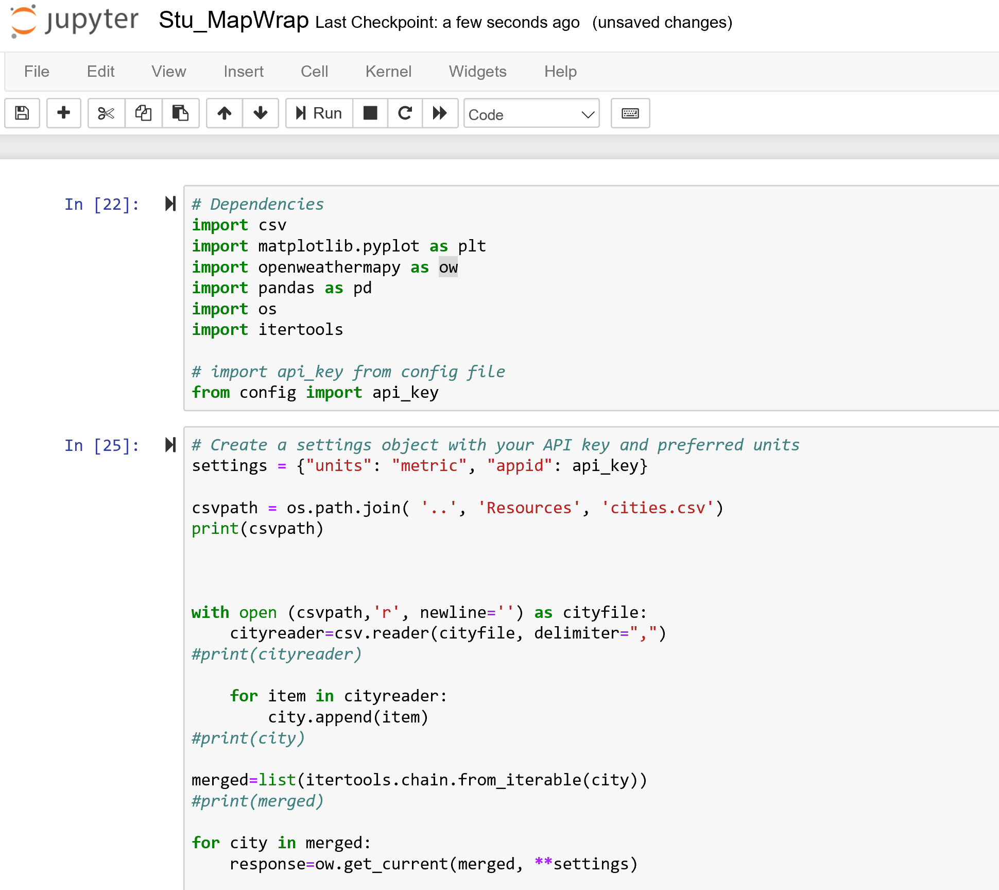 jupyter Stu_MapWrap Last Checkpoint: a few seconds ago (unsaved changes)
File Edit View Insert Cell Kernel Widgets Help
Run Code
In [22]:
# Dependencies
import csv
import matplotlib.pyplot as plt
import openweathermapy as ow
import pandas as pd
import os
import itertools
# import api_key from config file
from config import api_key
In [25]:
# Create a settings object with your API key and preferred units
settings = {"units": "metric", "appid": api_key}
csvpath = os.path.join( '..', 'Resources', 'cities.csv')
print(csvpath)
with open (csvpath,'r', newline='') as cityfile:
    cityreader=csv.reader(cityfile, delimiter=",")
#print(cityreader)
    for item in cityreader:
        city.append(item)
#print(city)
merged=list(itertools.chain.from_iterable(city))
#print(merged)
for city in merged:
    response=ow.get_current(merged, **settings)